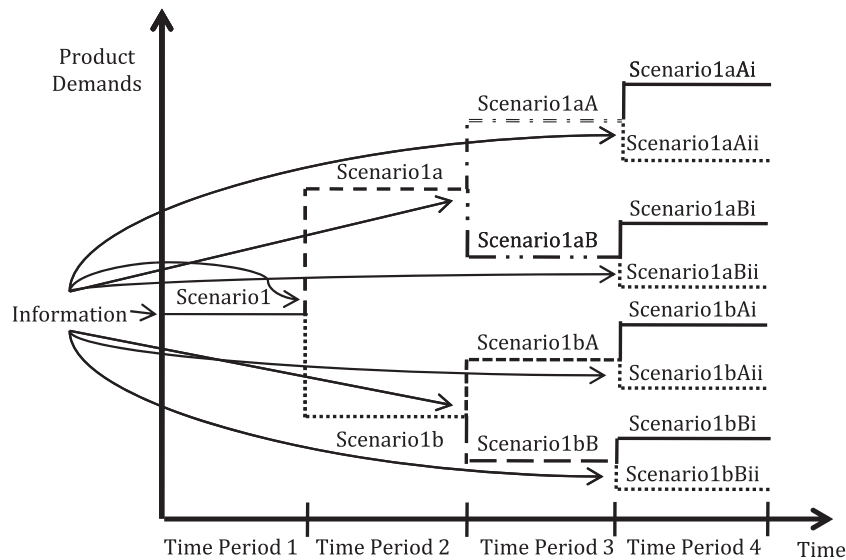 Product
Demands
Scenario1aAi
Scenario1aA
Scenario1aAii
Scenario1a
Scenario1aBi
Scenario1aB
Scenario1aBii
Scenario1
Information
Scenario1bAi
Scenario1bA
Scenario1bAii
Scenario1bBi
Scenario1b
Scenario1bB
Scenario1bBii
Time Period 1
Time Period 2
Time Period 3
Time Period 4
Time